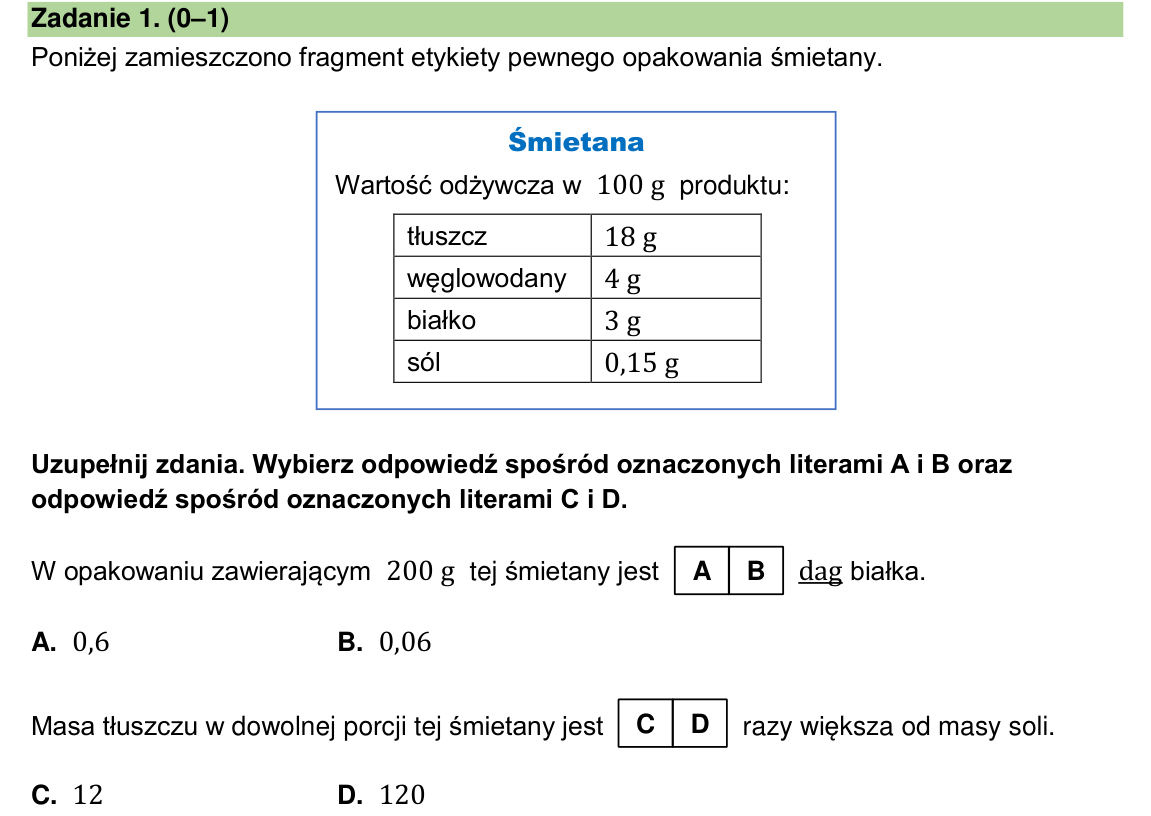 Zadanie 1. (0–1)
Poniżej zamieszczono fragment etykiety pewnego opakowania śmietany.
Śmietana
Wartość odżywcza w 100 g produktu:
tłuszcz 18 g
węglowodany 4 g
białko 3 g
sól 0,15 g
Uzupełnij zdania. Wybierz odpowiedź spośród oznaczonych literami A i B oraz
odpowiedź spośród oznaczonych literami C i D.
W opakowaniu zawierającym 200 g tej śmietany jest A B dag białka.
A. 0,6 B. 0,06
Masa tłuszczu w dowolnej porcji tej śmietany jest C D razy większa od masy soli.
C. 12 D. 120